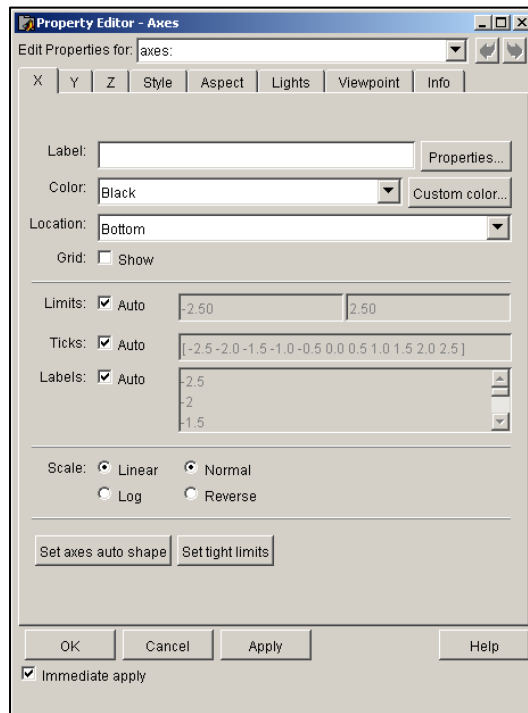 Property Editor - Axes
Edit Properties for: axes:
X Y Z Style Aspect Lights Viewpoint Info
Label: Properties...
Color: Black Custom color...
Location: Bottom
Grid: Show
Limits: Auto -2.50 2.50
Ticks: Auto [ -2.5 -2.0 -1.5 -1.0 -0.5 0.0 0.5 1.0 1.5 2.0 2.5 ]
Labels: Auto -2.5
-2
-1.5
Scale: Linear Normal
Log Reverse
Set axes auto shape Set tight limits
OK Cancel Apply Help
Immediate apply